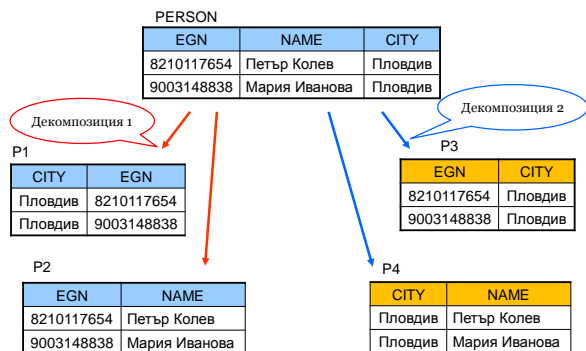 PERSON
EGN NAME CITY
8210117654 Петър Колев Пловдив
9003148838 Мария Иванова Пловдив
Декомпозиция 1
Декомпозиция 2
P1
CITY EGN
Пловдив 8210117654
Пловдив 9003148838
P3
EGN CITY
8210117654 Пловдив
9003148838 Пловдив
P2
EGN NAME
8210117654 Петър Колев
9003148838 Мария Иванова
P4
CITY NAME
Пловдив Петър Колев
Пловдив Мария Иванова